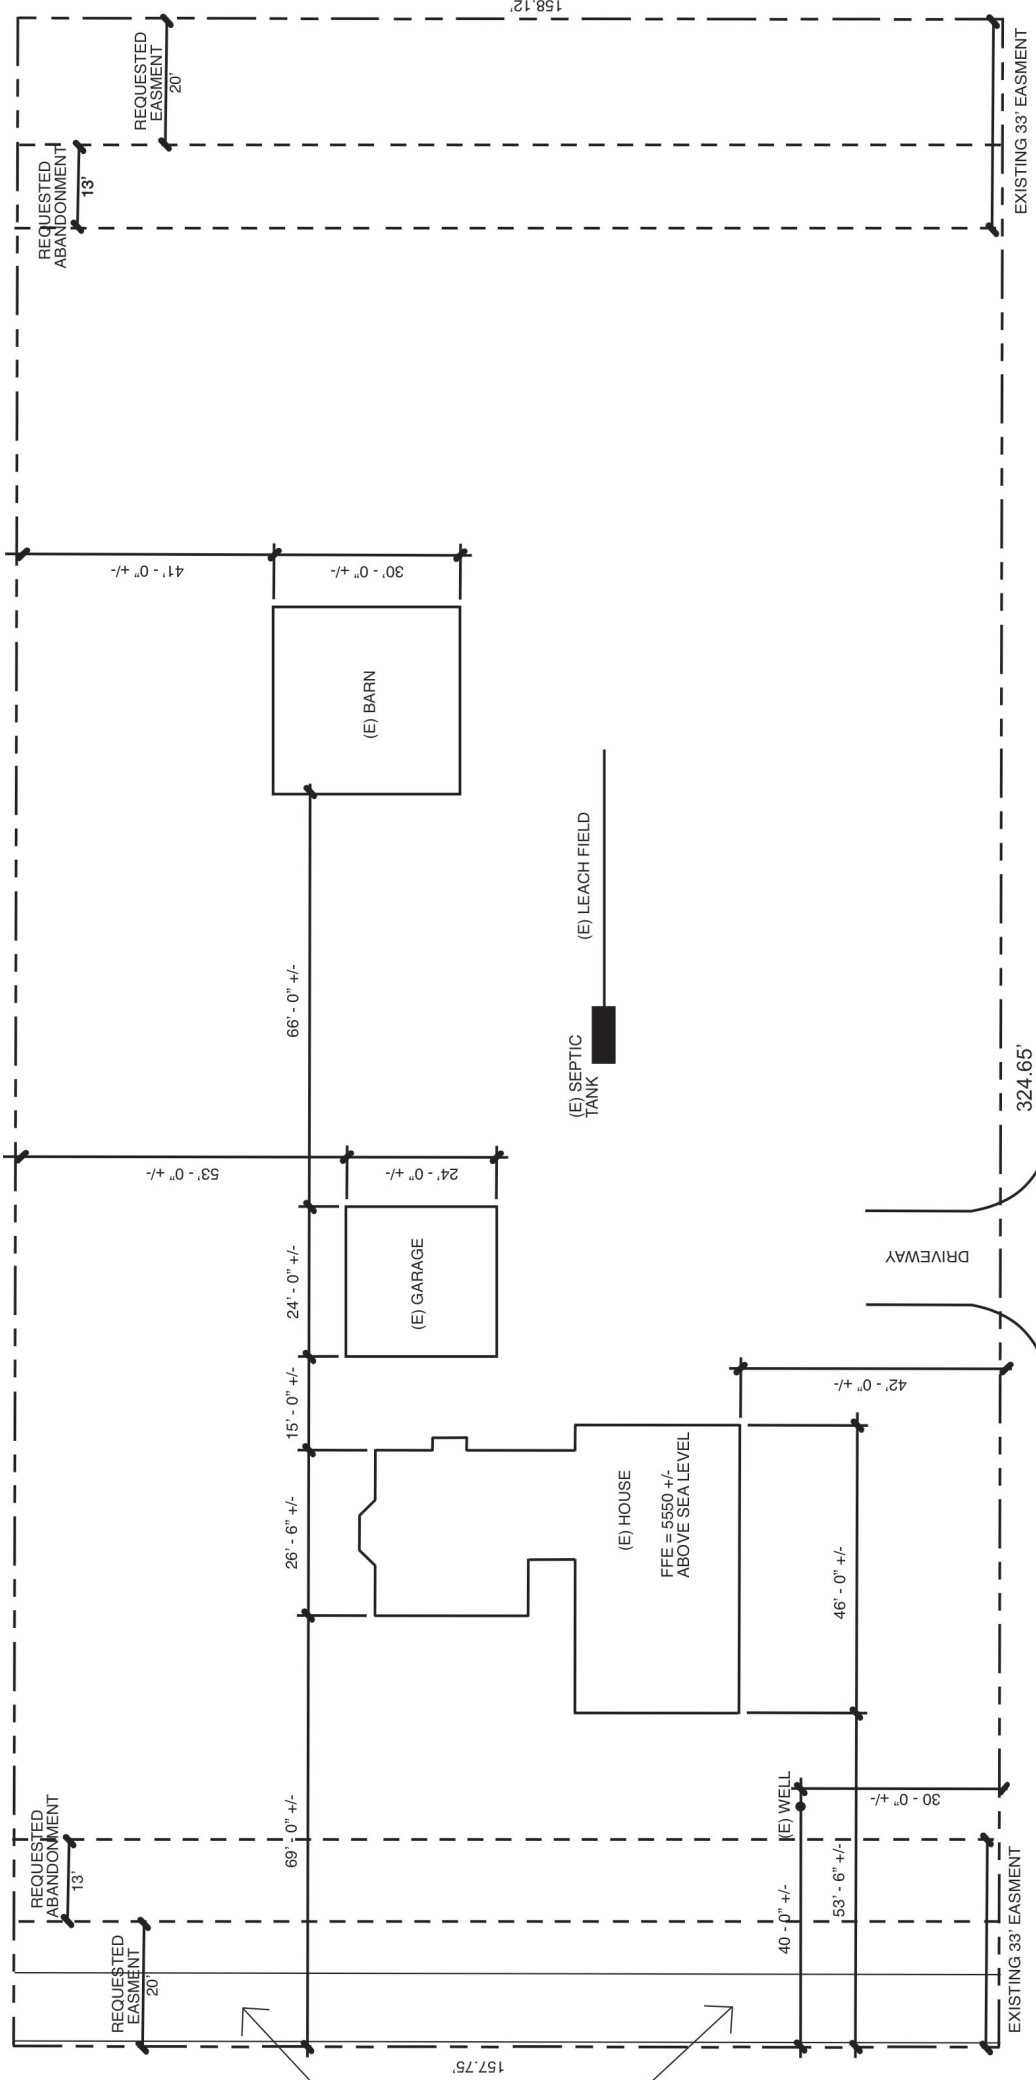 158.12'
REQUESTED
EASMENT
20'
REQUESTED
ABANDONMENT
13'
EXISTING 33' EASMENT
41' - 0" +/-
30' - 0" +/-
(E) BARN
(E) LEACH FIELD
66' - 0" +/-
(E) SEPTIC
TANK
324.65'
53' - 0" +/-
24' - 0" +/-
24' - 0" +/-
(E) GARAGE
DRIVEWAY
15' - 0" +/-
42' - 0" +/-
26' - 6" +/-
(E) HOUSE
FFE = 5550 +/-
ABOVE SEA LEVEL
46' - 0" +/-
69' - 0" +/-
(E) WELL
30 - 0" +/-
REQUESTED
ABANDONMENT
13'
40 - 0" +/-
53' - 6" +/-
REQUESTED
EASMENT
20'
EXISTING 33' EASMENT
157.75'